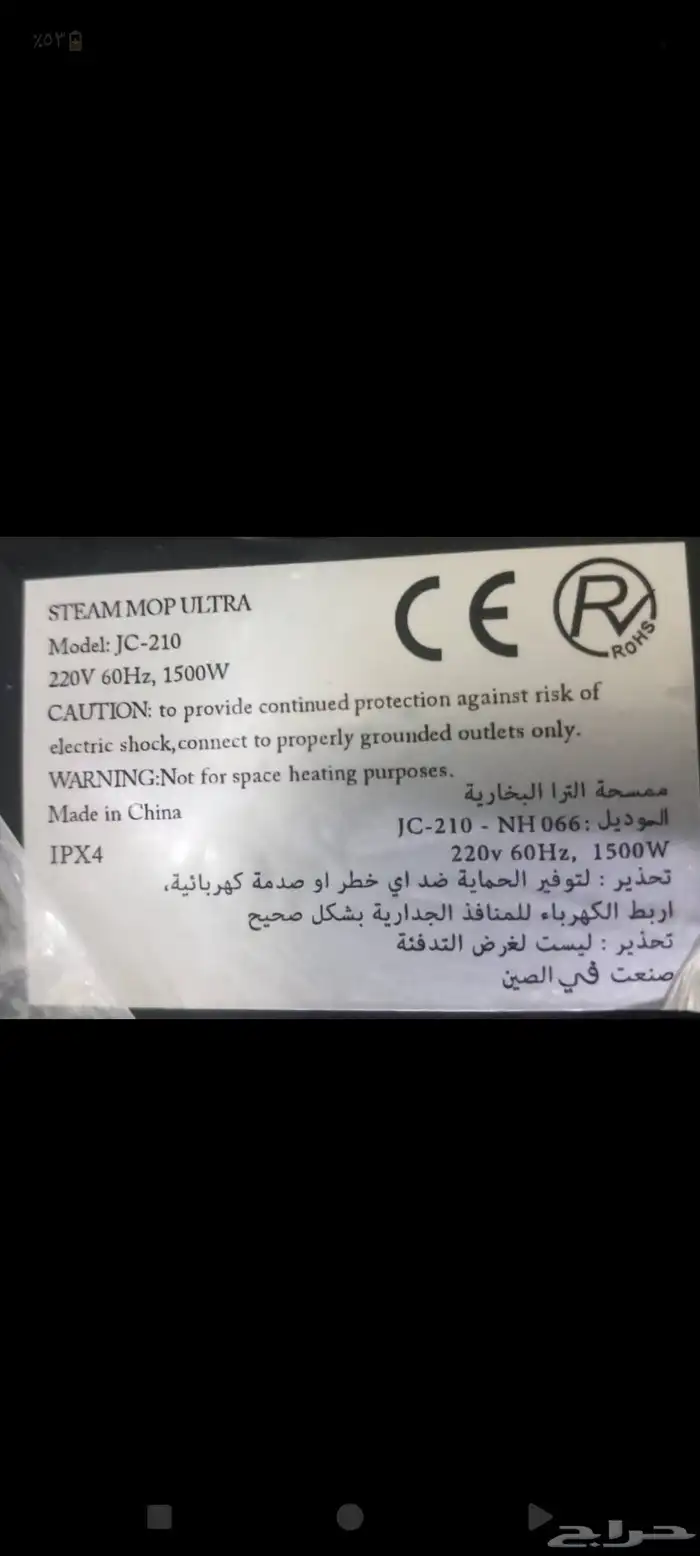 ٪٥٣
STEAM MOP ULTRA
Model: JC-210
220V 60Hz, 1500W
CAUTION: to provide continued protection against risk of
electric shock,connect to properly grounded outlets only.
WARNING:Not for space heating purposes.
Made in China
IPX4
CE
R
ROHS
ممسحة الترا البخارية
الموديل: JC-210 - NH 066
220v 60Hz, 1500W
تحذير : لتوفير الحماية ضد اي خطر او صدمة كهربائية،
اربط الكهرباء للمنافذ الجدارية بشكل صحيح
تحذير : ليست لغرض التدفئة
صنعت في الصين
حراج